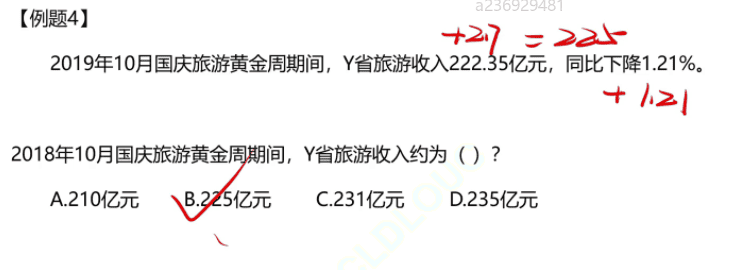 a236929481
【例题4】
+2.7 = 225
2019年10月国庆旅游黄金周期间，Y省旅游收入222.35亿元，同比下降1.21%。
+ 1.21
2018年10月国庆旅游黄金周期间，Y省旅游收入约为（ ）？
A.210亿元 B.225亿元 C.231亿元 D.235亿元